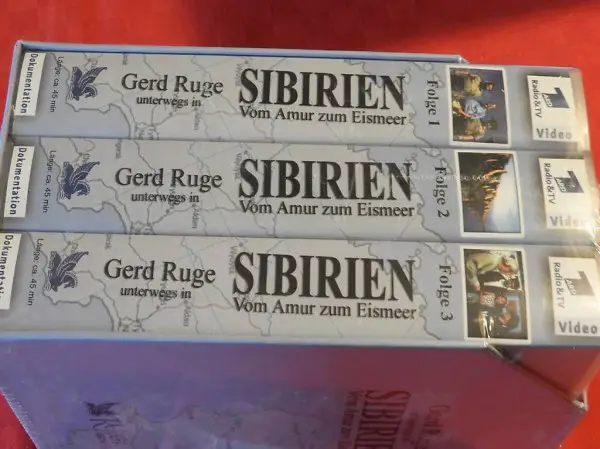 Dokumentation
Länge: ca. 45 min
Gerd Ruge
unterwegs in
SIBIRIEN
Vom Amur zum Eismeer
Folge 1
Radio & TV
Video
Dokumentation
Länge: ca. 45 min
Gerd Ruge
unterwegs in
SIBIRIEN
Vom Amur zum Eismeer
Folge 2
Radio & TV
Video
Dokumentation
Länge: ca. 45 min
Gerd Ruge
unterwegs in
SIBIRIEN
Vom Amur zum Eismeer
Folge 3
Radio & TV
Video
SIBIRIEN